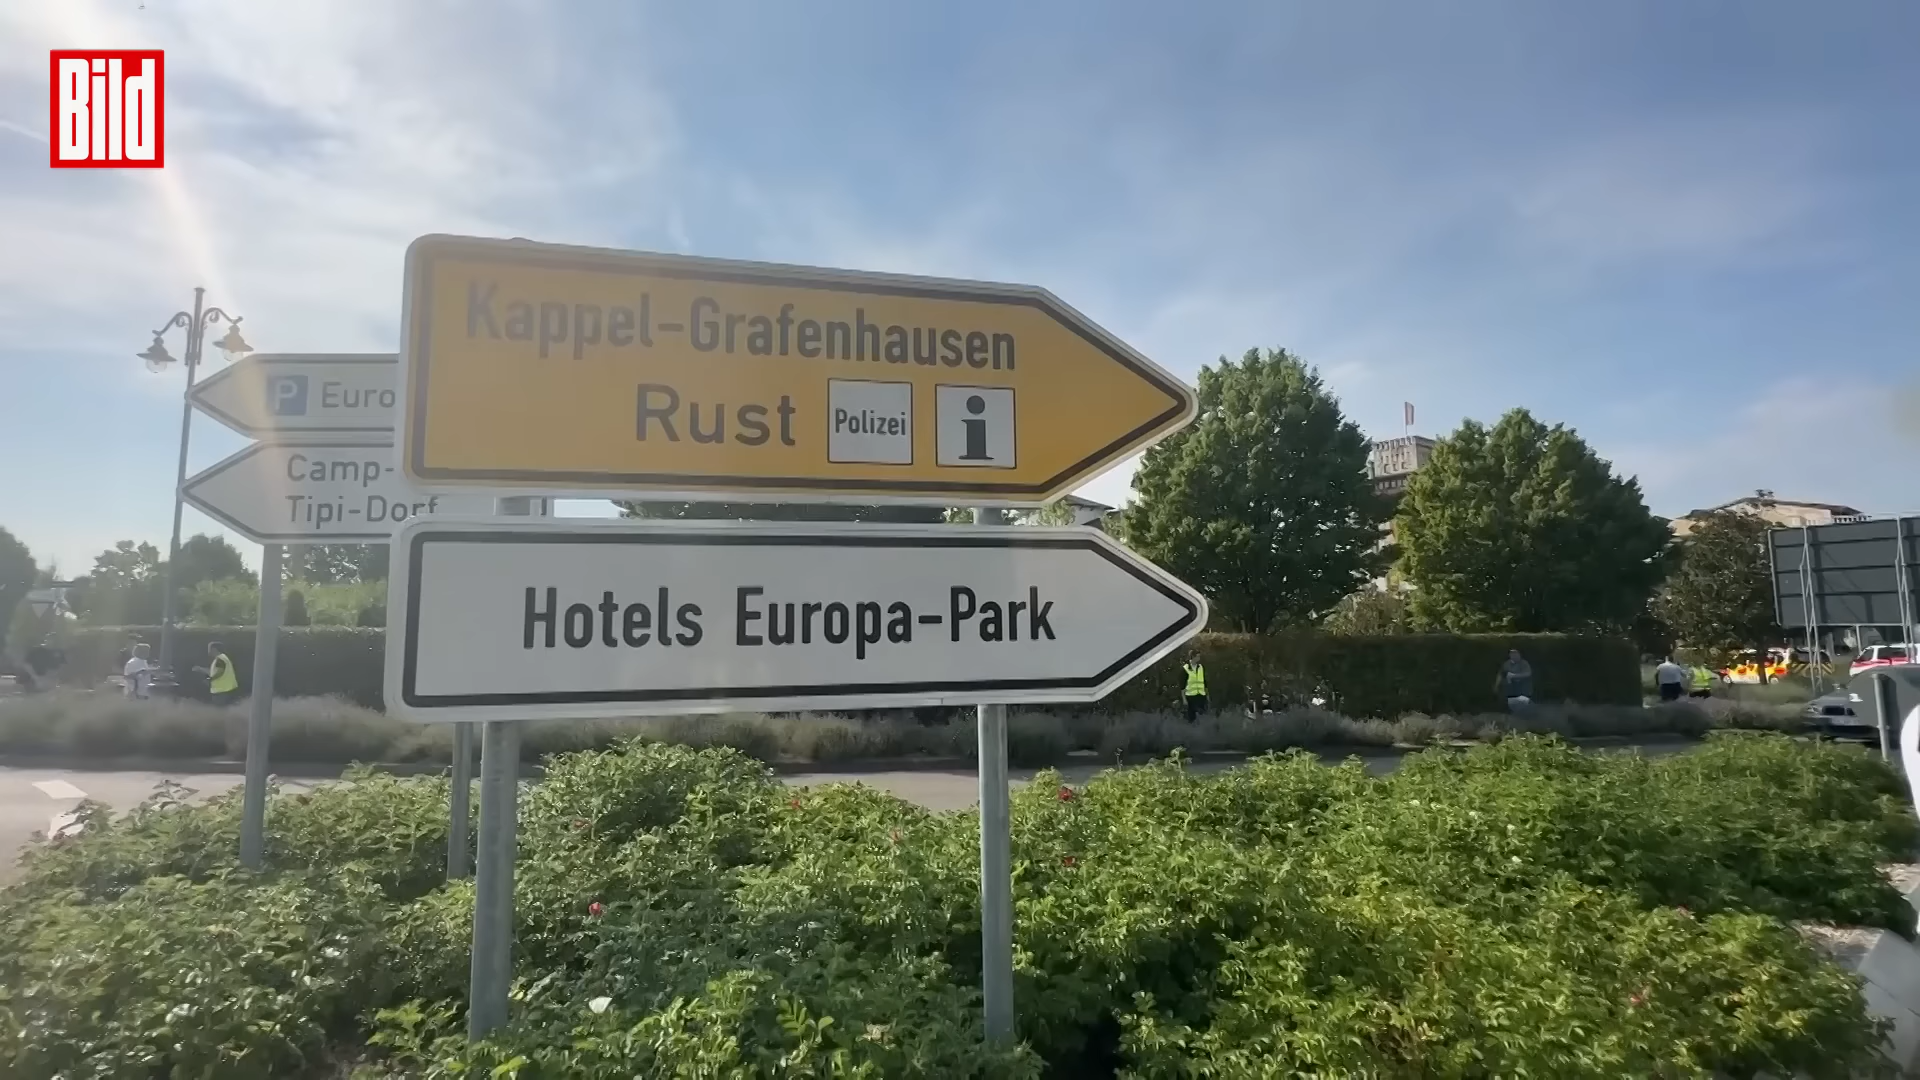 Bild
Kappel-Grafenhausen
Rust Polizei i
P Euro
Camp-
Tipi-Dorf
Hotels Europa-Park